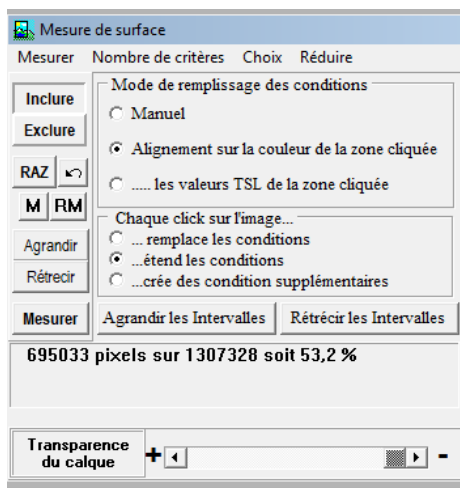 Mesure de surface
Mesurer Nombre de critères Choix Réduire
Inclure
Exclure
RAZ
M RM
Agrandir
Rétrecir
Mesurer
Mode de remplissage des conditions
Manuel
Alignement sur la couleur de la zone cliquée
..... les valeurs TSL de la zone cliquée
Chaque click sur l'image...
... remplace les conditions
...étend les conditions
...crée des condition supplémentaires
Agrandir les Intervalles Rétrécir les Intervalles
695033 pixels sur 1307328 soit 53,2 %
Transparence
du calque
+ -